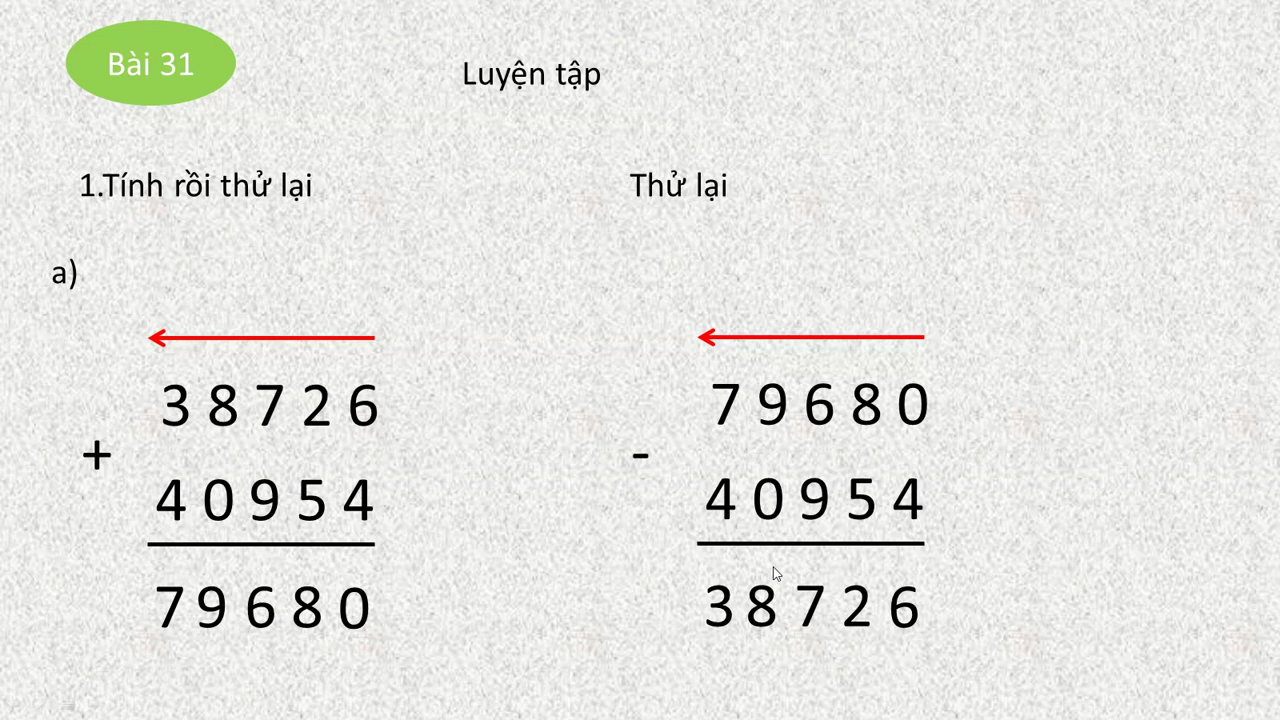 Bài 31
Luyện tập
1.Tính rồi thử lại
Thử lại
a)
3 8 7 2 6
+
4 0 9 5 4
7 9 6 8 0
7 9 6 8 0
-
4 0 9 5 4
3 8 7 2 6